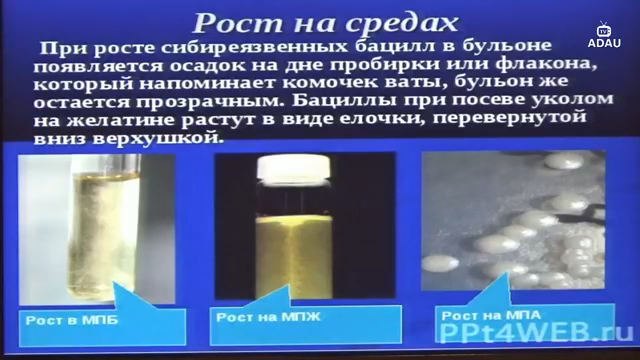 Рост на средах
ADAU
При росте сибиреязвенных бацилл в бульоне
появляется осадок на дне пробирки или флакона,
который напоминает комочек ваты, бульон же
остается прозрачным. Бациллы при посеве уколом
на желатине растут в виде елочки, перевернутой
вниз верхушкой.
Рост в МПБ
Рост на МПЖ
Рост на МПА
PPt4WEB.ru